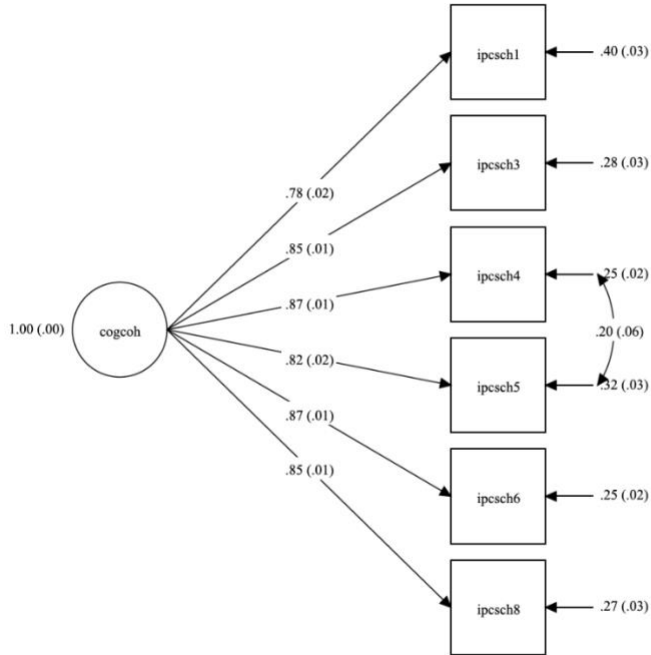 ipcsch1
.40 (.03)
.78 (.02)
ipcsch3
.28 (.03)
.85 (.01)
ipcsch4
.25 (.02)
.87 (.01)
1.00 (.00)
cogcoh
.20 (.06)
.82 (.02)
ipcsch5
.32 (.03)
.87 (.01)
ipcsch6
.25 (.02)
.85 (.01)
ipcsch8
.27 (.03)